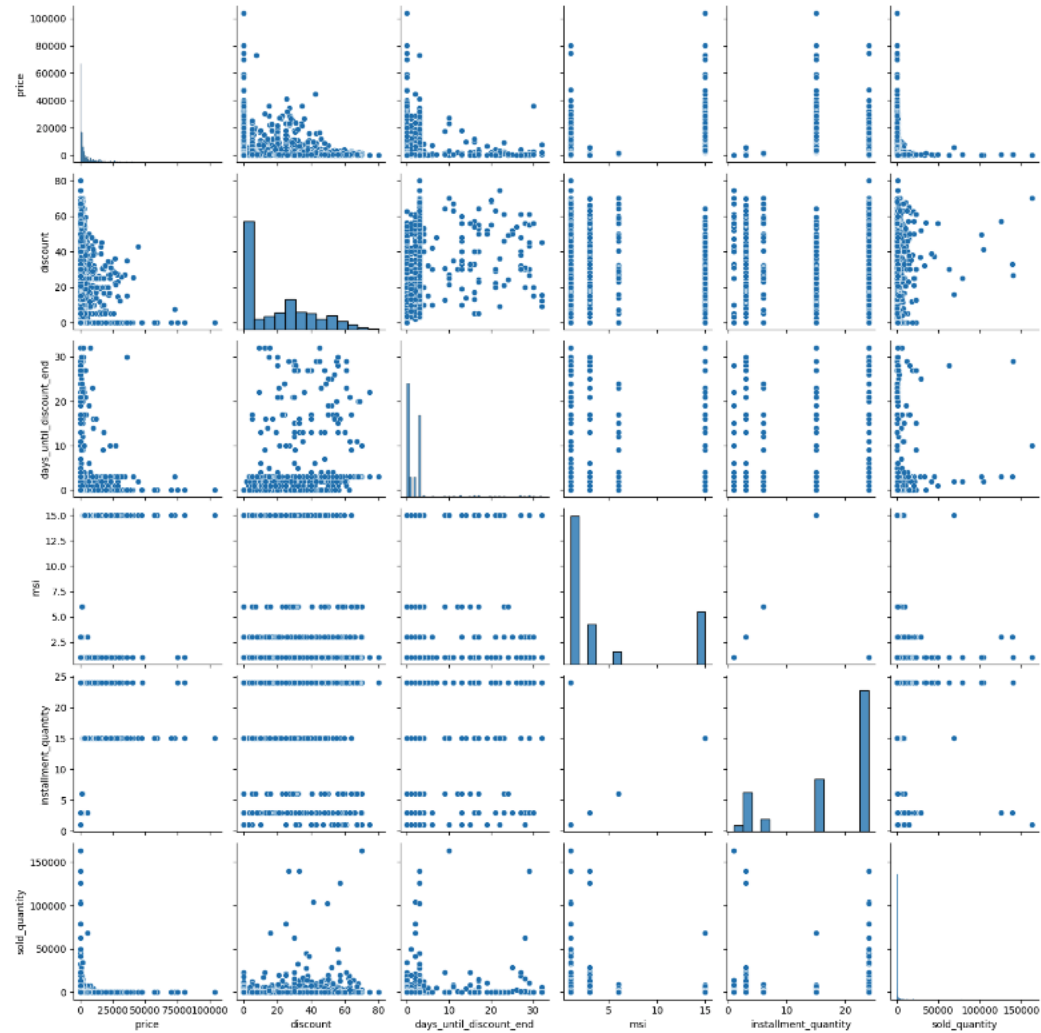 100000
80000
60000
40000
20000
0
price
80
60
40
20
0
discount
30
20
10
0
days_until_discount_end
15.0
12.5
10.0
7.5
5.0
2.5
msi
25
20
15
10
5
0
installment_quantity
150000
100000
50000
0
sold_quantity
0 25000 50000 75000100000
0 20 40 60 80
0 10 20 30
5 10 15
0 10 20
0 50000 100000 150000
price discount days_until_discount_end msi installment_quantity sold_quantity